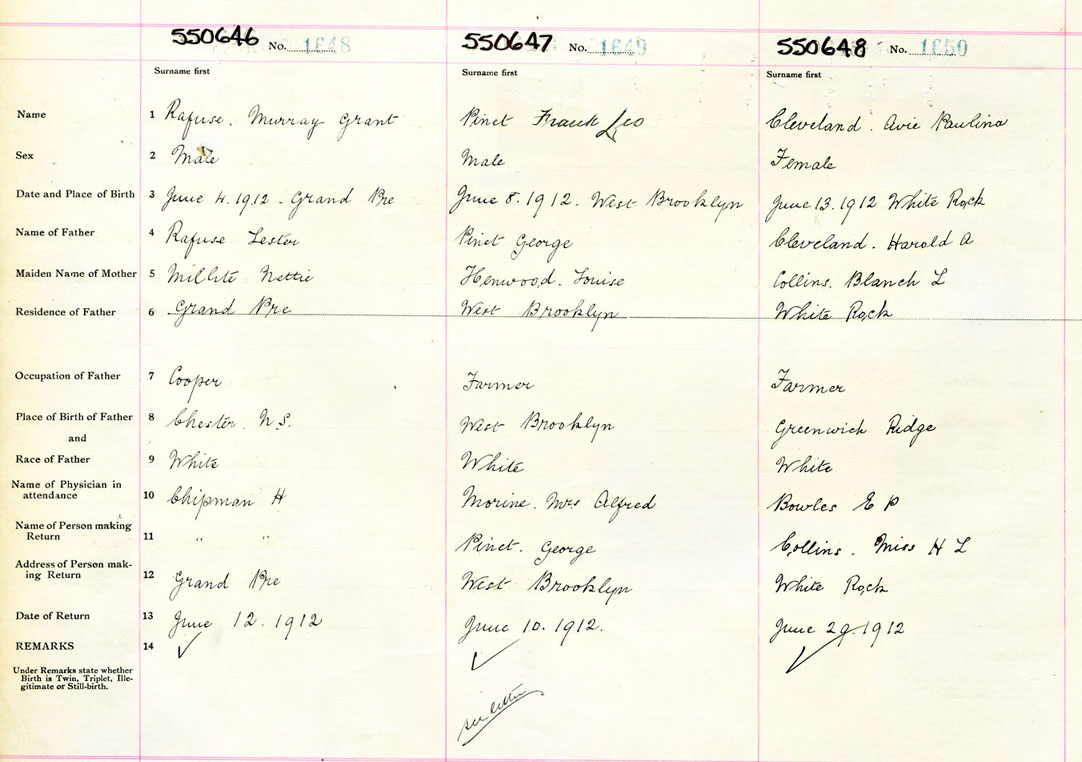 550646 No. 1648 550647 No. 1649 550648 No. 1650
Surname first Surname first Surname first
Name 1 Rafuse. Murray Grant Pinet Frank Leo Cleveland. Avie Paulina
Sex 2 Male Male Female
Date and Place of Birth 3 June 4. 1912 - Grand Pre June 8. 1912. West Brooklyn June 13. 1912 White Rock
Name of Father 4 Rafuse Lester Pinet George Cleveland. Harold A
Maiden Name of Mother 5 Millite Nettie Henwood. Louise Collins. Blanch L
Residence of Father 6 Grand Pre West Brooklyn White Rock
Occupation of Father 7 Cooper Farmer Farmer
Place of Birth of Father 8 Chester. N.S. West Brooklyn Greenwich Ridge
and
Race of Father 9 White White White
Name of Physician in
attendance 10 Chipman H Morine. Mrs Alfred Bowles E P
Name of Person making
Return 11 " " Pinet. George Collins. Miss H L
Address of Person mak-
ing Return 12 Grand Pre West Brooklyn White Rock
Date of Return 13 June 12. 1912 June 10. 1912. June 29. 1912
REMARKS 14 ✓ ✓ ✓
Under Remarks state whether
Birth is Twin, Triplet, Ille-
gitimate or Still-birth.
see letter